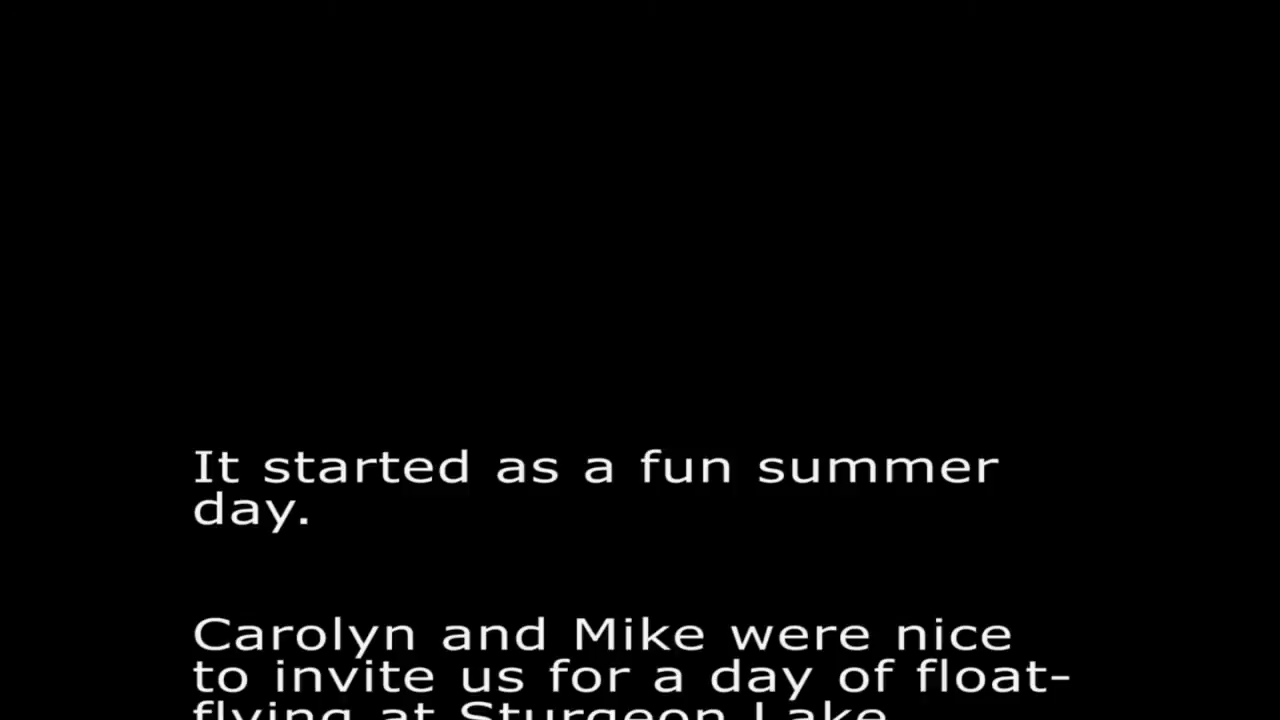 It started as a fun summer
day.
Carolyn and Mike were nice
to invite us for a day of float-
flying at Sturgeon Lake